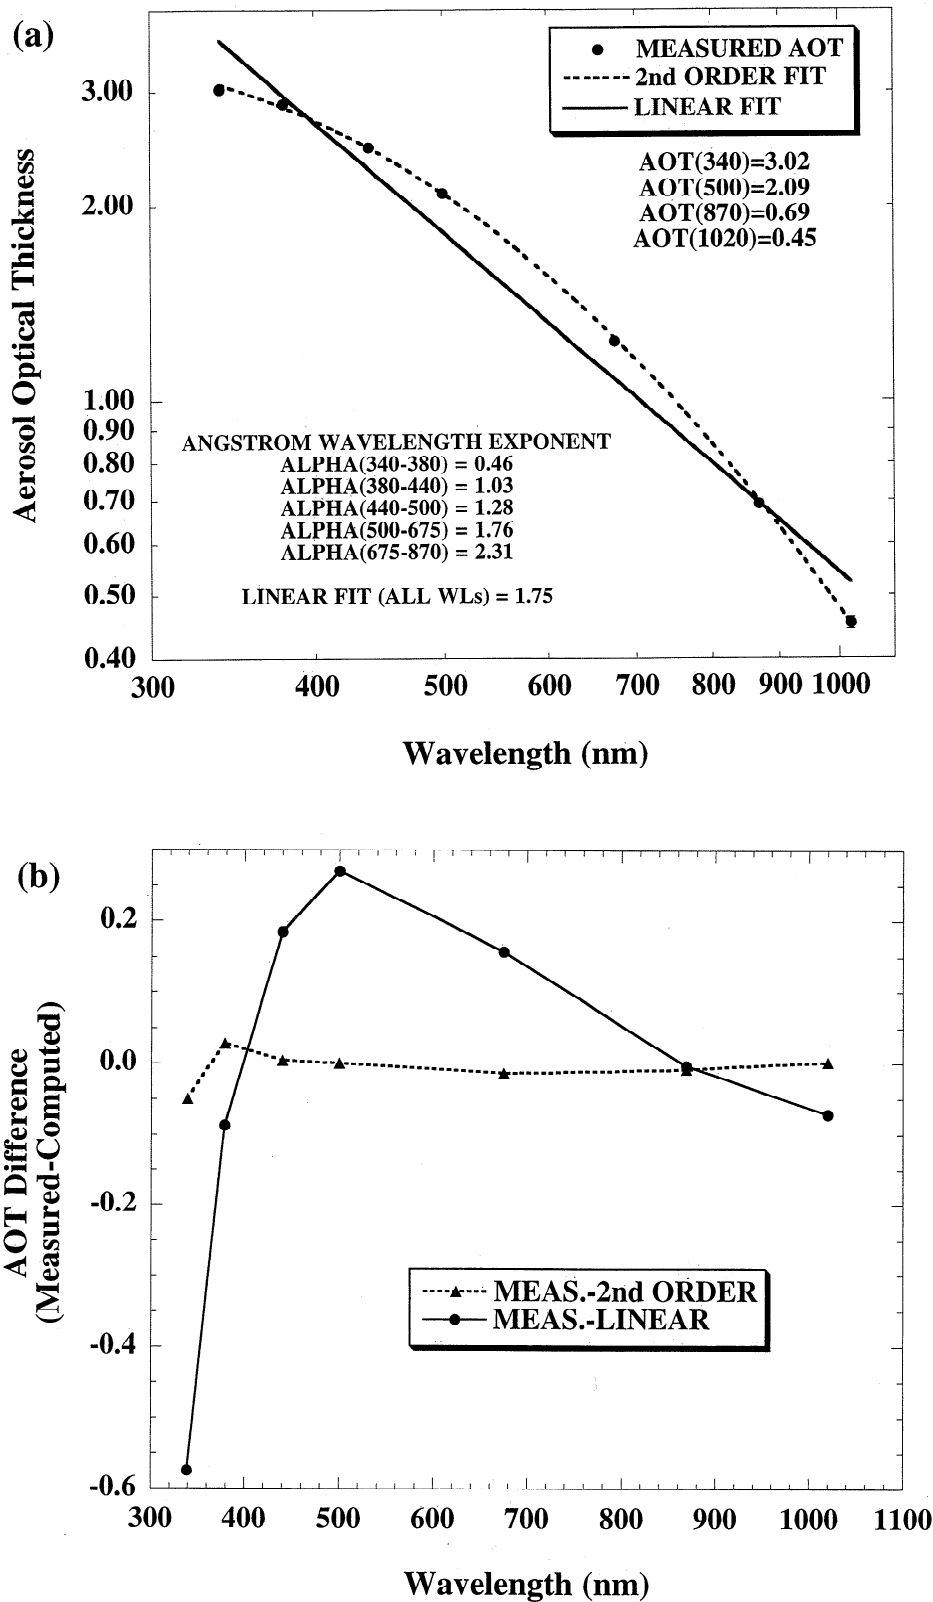 (a)
MEASURED AOT
2nd ORDER FIT
LINEAR FIT
AOT(340)=3.02
AOT(500)=2.09
AOT(870)=0.69
AOT(1020)=0.45
Aerosol Optical Thickness
3.00
2.00
1.00
0.90
0.80
0.70
0.60
0.50
0.40
ANGSTROM WAVELENGTH EXPONENT
ALPHA(340-380) = 0.46
ALPHA(380-440) = 1.03
ALPHA(440-500) = 1.28
ALPHA(500-675) = 1.76
ALPHA(675-870) = 2.31
LINEAR FIT (ALL WLs) = 1.75
300 400 500 600 700 800 900 1000
Wavelength (nm)
(b)
AOT Difference
(Measured-Computed)
0.2
0.0
-0.2
-0.4
-0.6
MEAS.-2nd ORDER
MEAS.-LINEAR
300 400 500 600 700 800 900 1000 1100
Wavelength (nm)